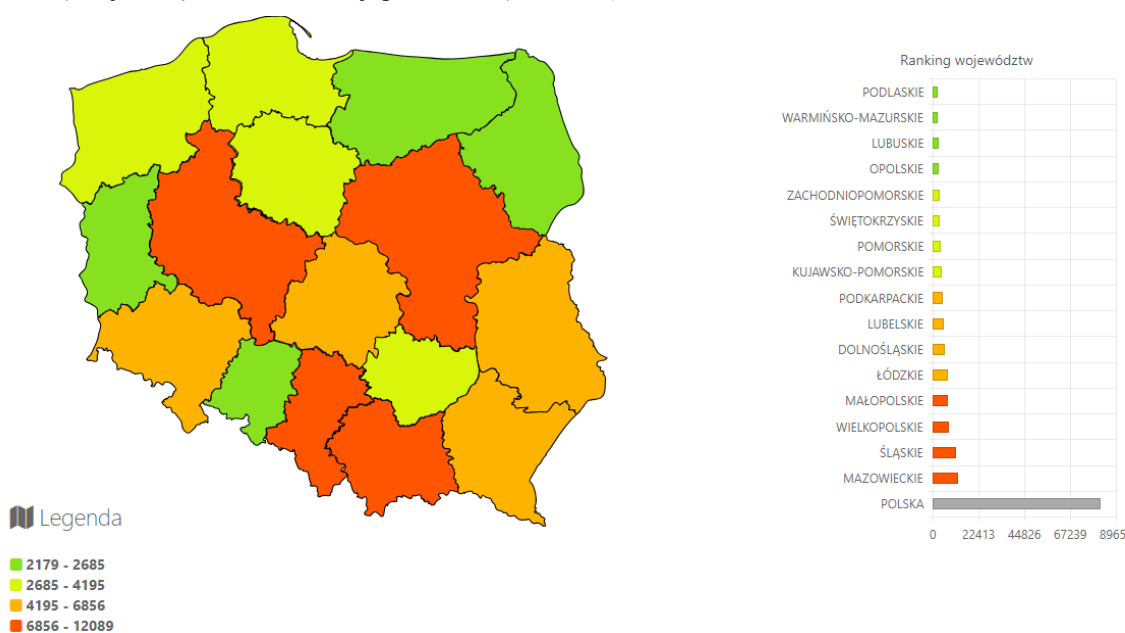 Ranking województw
PODLASKIE
WARMIŃSKO-MAZURSKIE
LUBUSKIE
OPOLSKIE
ZACHODNIOPOMORSKIE
ŚWIĘTOKRZYSKIE
POMORSKIE
KUJAWSKO-POMORSKIE
PODKARPACKIE
LUBELSKIE
DOLNOŚLĄSKIE
ŁÓDZKIE
MAŁOPOLSKIE
WIELKOPOLSKIE
ŚLĄSKIE
MAZOWIECKIE
POLSKA
0 22413 44826 67239 8965
Legenda
2179 - 2685
2685 - 4195
4195 - 6856
6856 - 12089